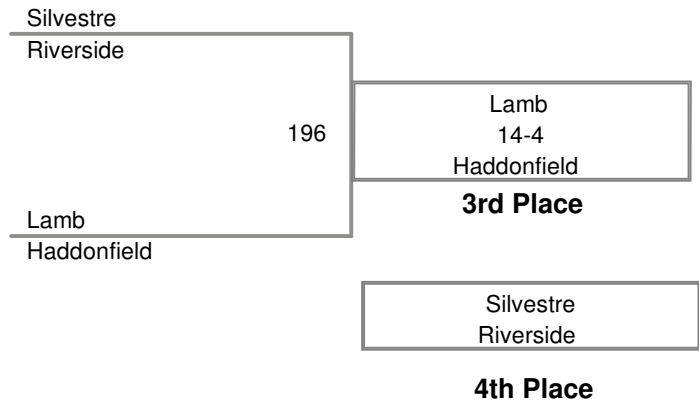 Silvestre
Riverside
196
Lamb
14-4
Haddonfield
3rd Place
Lamb
Haddonfield
Silvestre
Riverside
4th Place